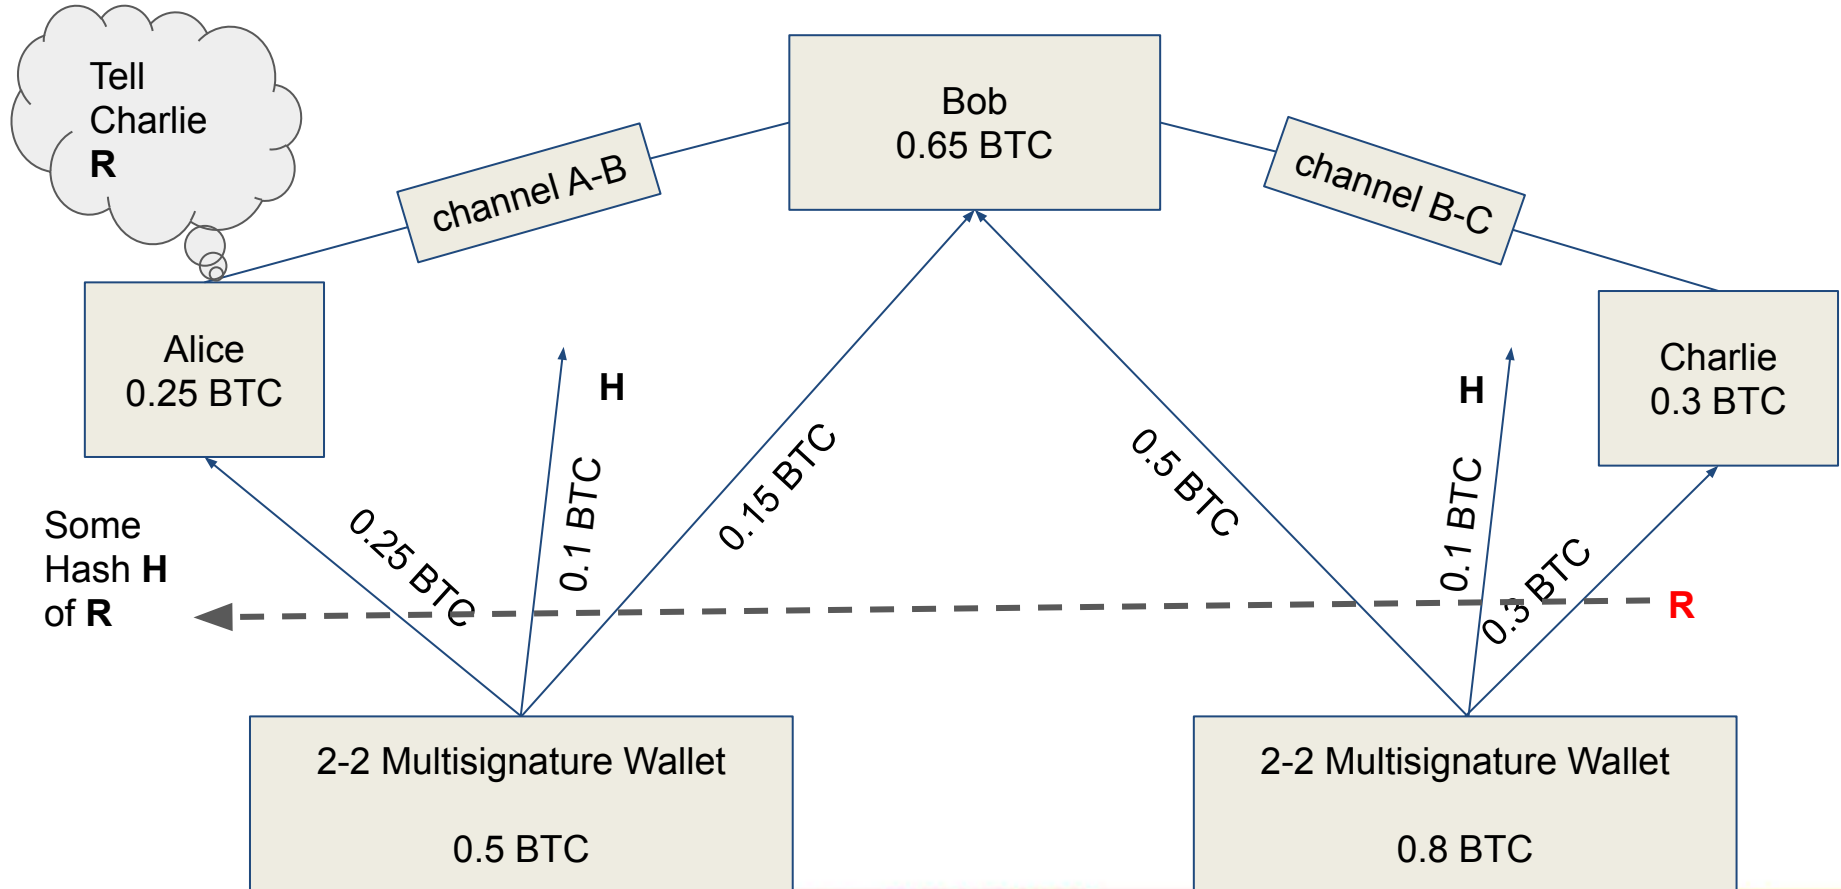 Tell
Charlie
R
Bob
0.65 BTC
channel A-B
channel B-C
Alice
0.25 BTC
Charlie
0.3 BTC
H
H
0.25 BTC
0.1 BTC
0.15 BTC
0.5 BTC
0.1 BTC
0.3 BTC
Some
Hash H
of R
R
2-2 Multisignature Wallet
0.5 BTC
2-2 Multisignature Wallet
0.8 BTC